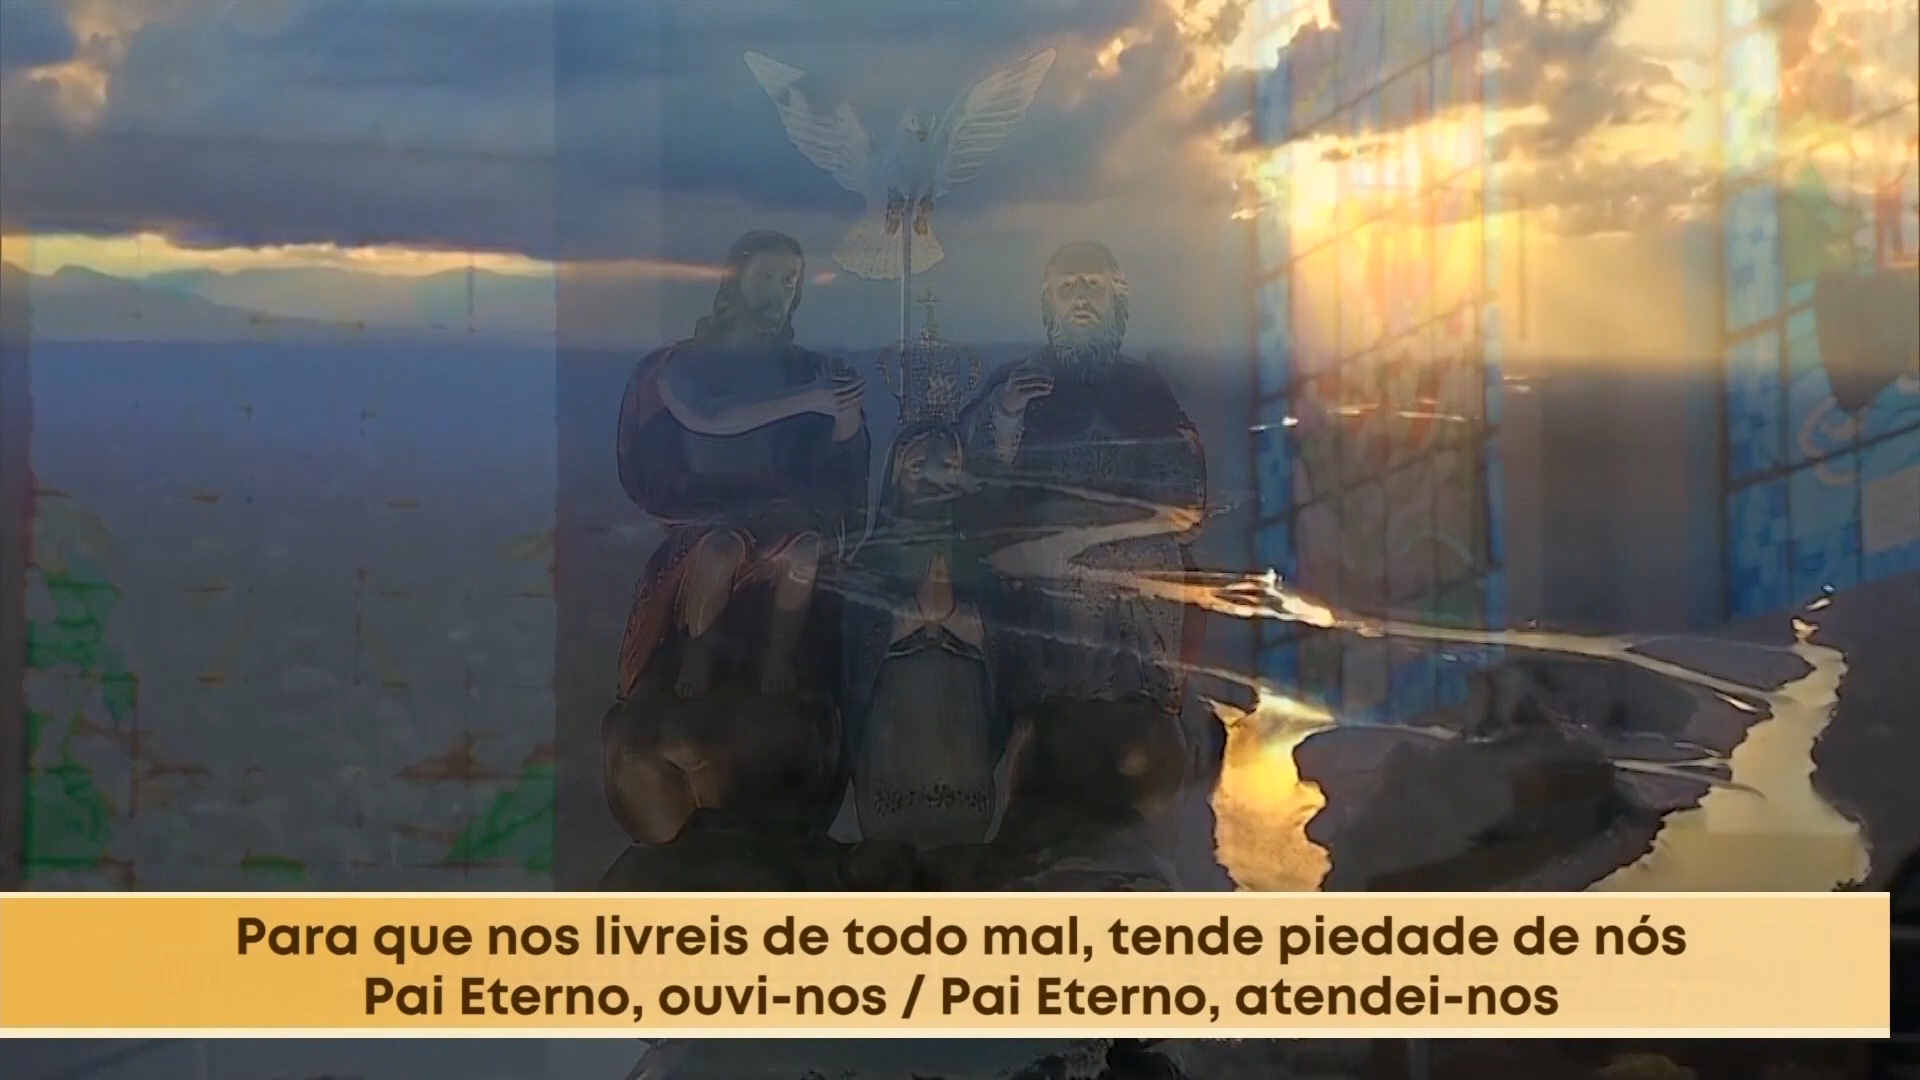 Para que nos livreis de todo mal, tende piedade de nós
Pai Eterno, ouvi-nos / Pai Eterno, atendei-nos